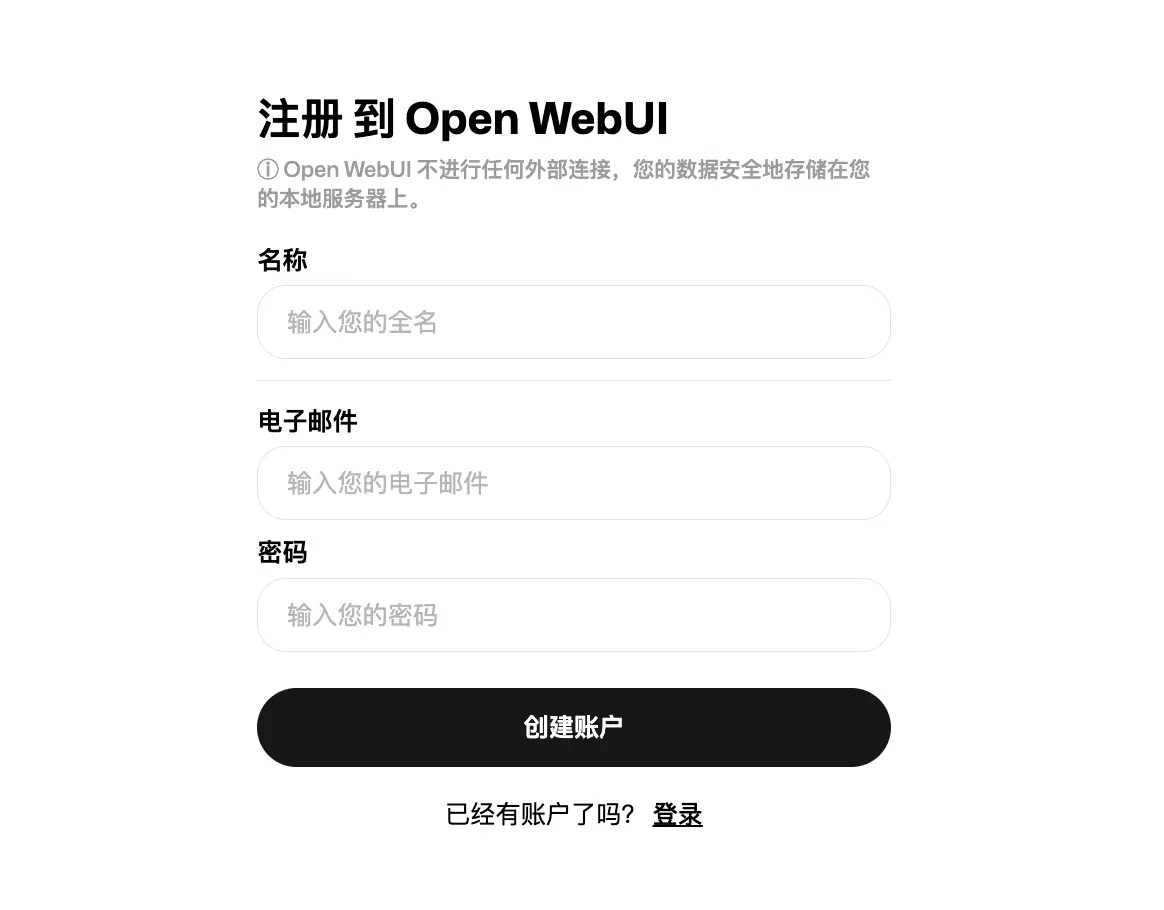 注册 到 Open WebUI
ⓘ Open WebUI 不进行任何外部连接，您的数据安全地存储在您
的本地服务器上。
名称
输入您的全名
电子邮件
输入您的电子邮件
密码
输入您的密码
创建账户
已经有账户了吗？ 登录